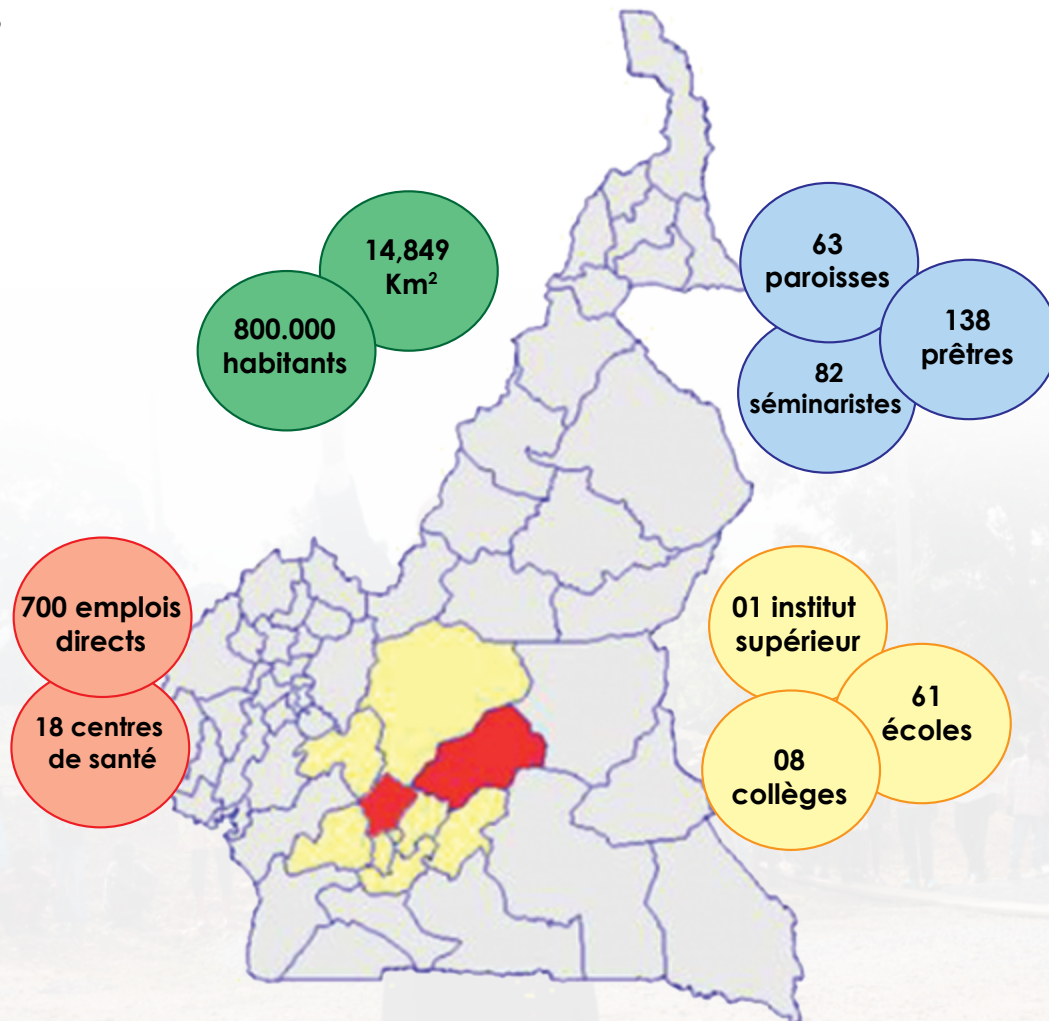 14,849
Km²
800.000
habitants
63
paroisses
138
prêtres
82
séminaristes
700 emplois
directs
18 centres
de santé
01 institut
supérieur
61
écoles
08
collèges